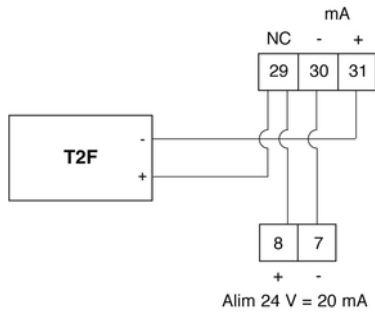 mA
NC - +
29 30 31
-
T2F
+
8 7
+ -
Alim 24 V = 20 mA